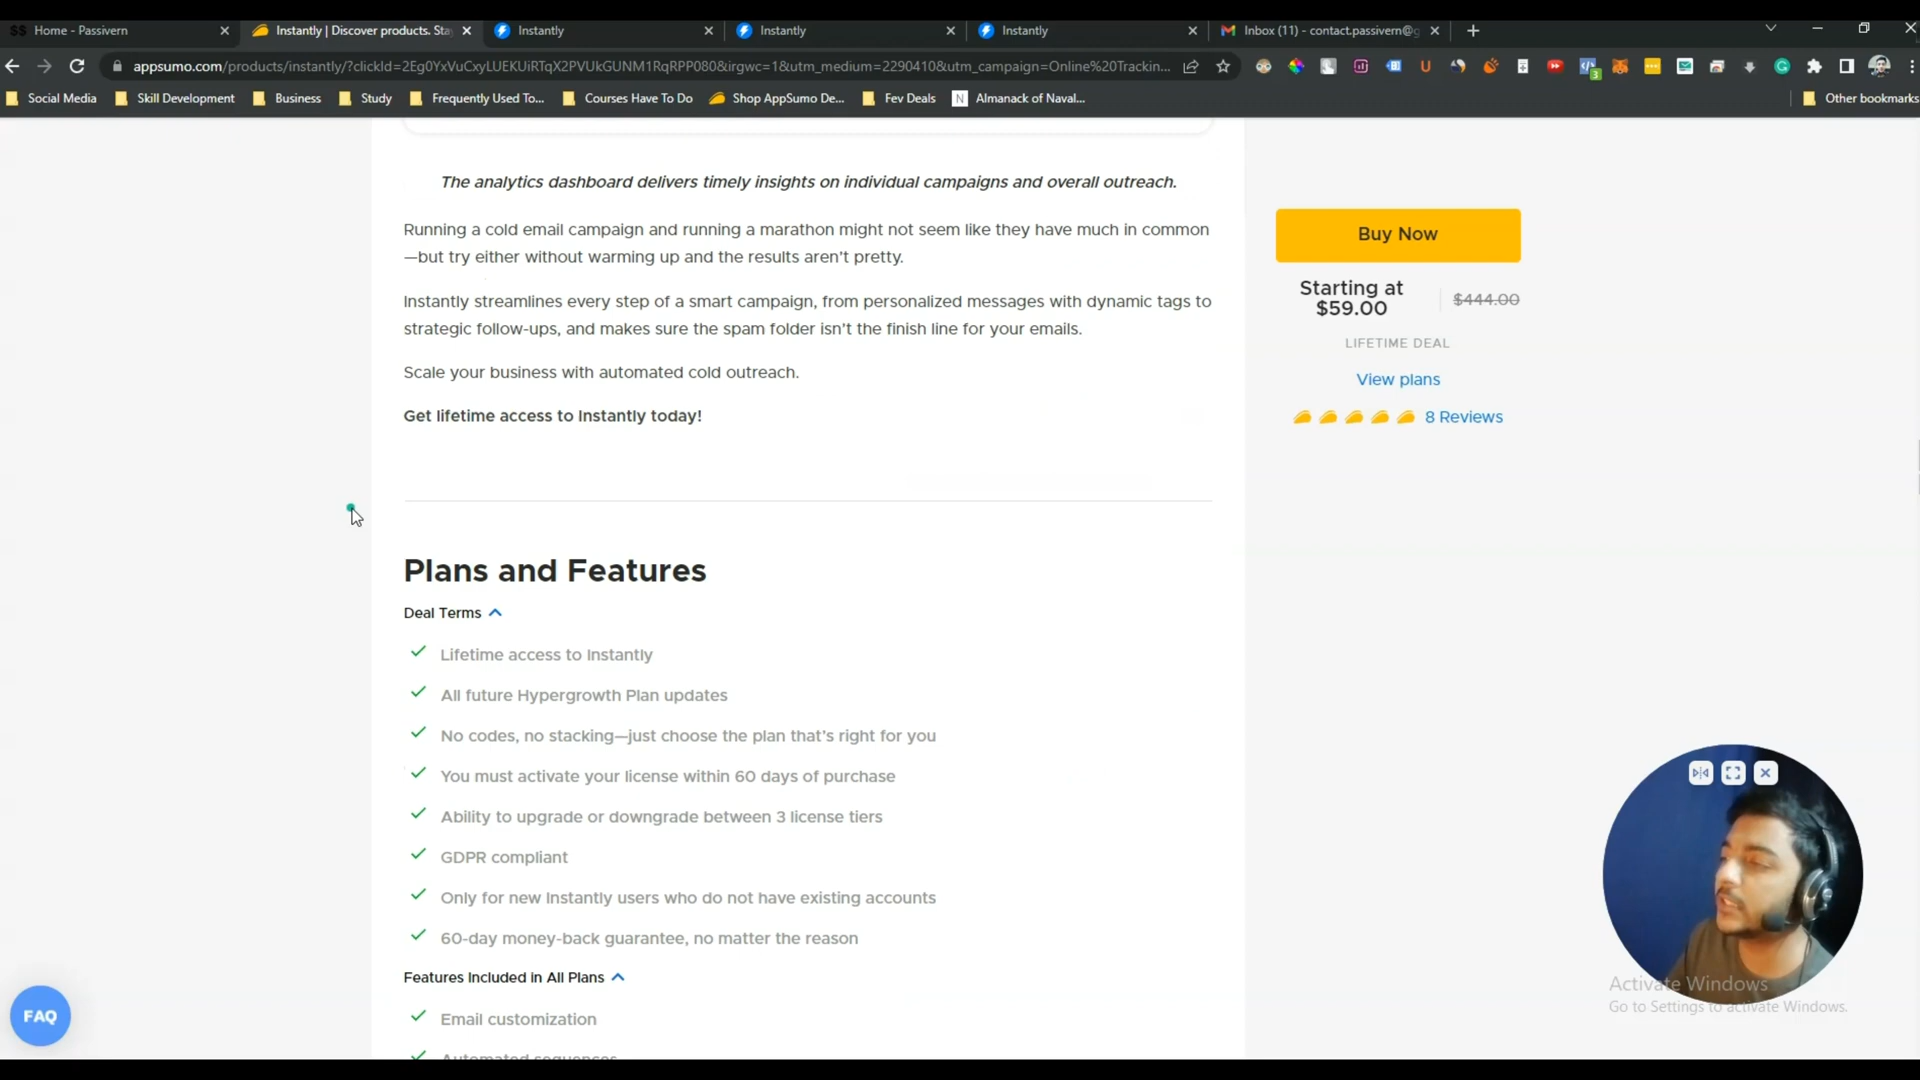 Home - Passivern
Instantly | Discover products. Sta
Instantly
Instantly
Instantly
Inbox (11) - contact.passivern@g
appsumo.com/products/instantly/?clickId=2Eg0YxVuCxyLUEKUiRTqX2PVUkGUNM1RqRPP080&irgwc=1&utm_medium=2290410&utm_campaign=Online%20Trackin...
Social Media
Skill Development
Business
Study
Frequently Used To...
Courses Have To Do
Shop AppSumo De...
Fev Deals
Almanack of Naval...
Other bookmarks
The analytics dashboard delivers timely insights on individual campaigns and overall outreach.
Running a cold email campaign and running a marathon might not seem like they have much in common
—but try either without warming up and the results aren't pretty.
Instantly streamlines every step of a smart campaign, from personalized messages with dynamic tags to
strategic follow-ups, and makes sure the spam folder isn't the finish line for your emails.
Scale your business with automated cold outreach.
Get lifetime access to Instantly today!
Buy Now
Starting at
$59.00
$444.00
LIFETIME DEAL
View plans
8 Reviews
Plans and Features
Deal Terms
Lifetime access to Instantly
All future Hypergrowth Plan updates
No codes, no stacking—just choose the plan that's right for you
You must activate your license within 60 days of purchase
Ability to upgrade or downgrade between 3 license tiers
GDPR compliant
Only for new Instantly users who do not have existing accounts
60-day money-back guarantee, no matter the reason
Features Included in All Plans
Email customization
Automated sequences
FAQ
Activate Windows
Go to Settings to activate Windows.